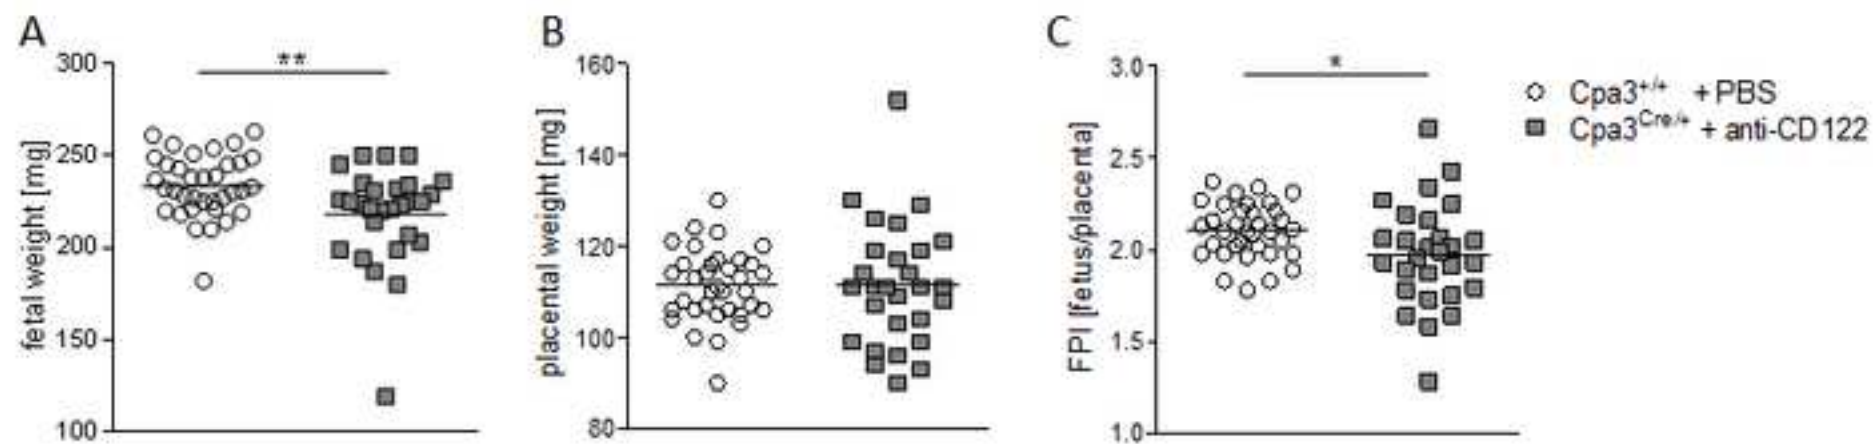 A
**
300
250
200
150
100
fetal weight [mg]
B
160
140
120
100
80
placental weight [mg]
C
*
3.0
2.5
2.0
1.5
1.0
FPI [fetus/placenta]
Cpa3+/+ + PBS
Cpa3Cre/+ + anti-CD122